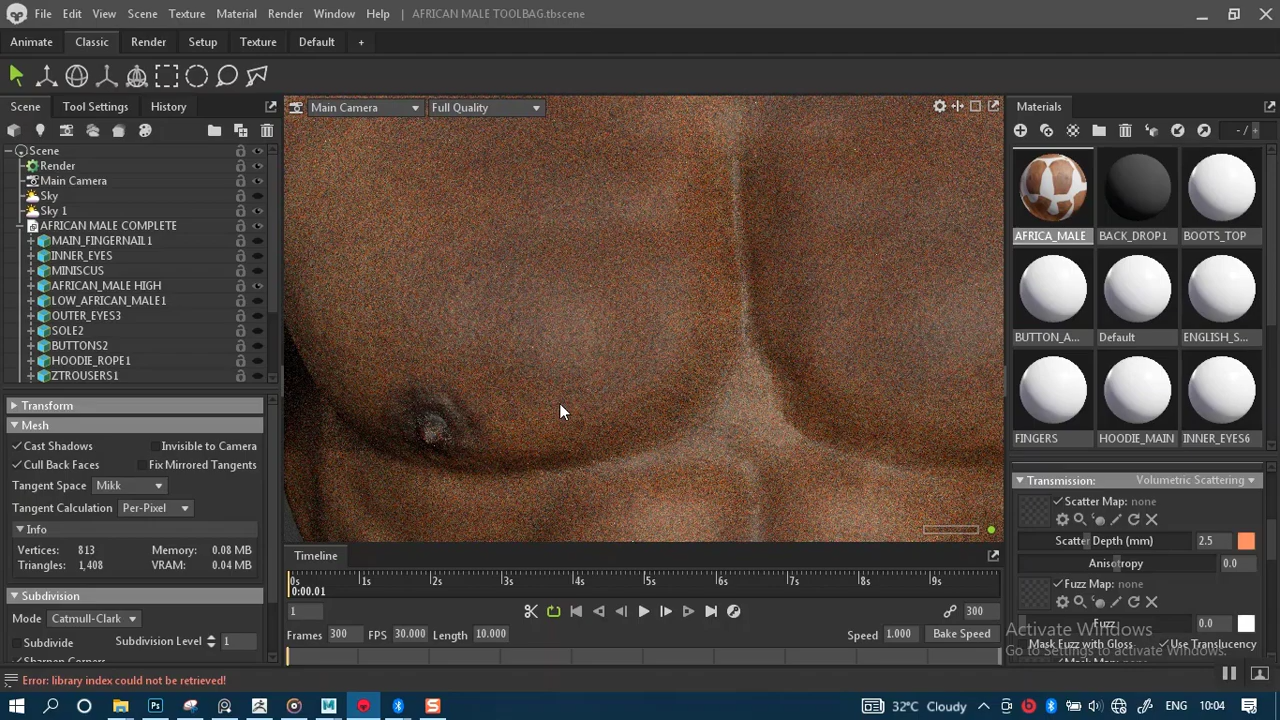 File Edit View Scene Texture Material Render Window Help AFRICAN MALE TOOLBAG.tbscene
Animate Classic Render Setup Texture Default +
Scene Tool Settings History
Main Camera Full Quality
Materials
- / +
Scene
Render
Main Camera
Sky
Sky 1
AFRICAN MALE COMPLETE
MAIN_FINGERNAIL1
INNER_EYES
MINISCUS
AFRICAN_MALE HIGH
LOW_AFRICAN_MALE1
OUTER_EYES3
SOLE2
BUTTONS2
HOODIE_ROPE1
ZTROUSERS1
AFRICA_MALE BACK_DROP1 BOOTS_TOP
BUTTON_A... Default ENGLISH_S...
FINGERS HOODIE_MAIN INNER_EYES6
Transform
Mesh
Cast Shadows Invisible to Camera
Cull Back Faces Fix Mirrored Tangents
Tangent Space Mikk
Tangent Calculation Per-Pixel
Info
Vertices: 813 Memory: 0.08 MB
Triangles: 1,408 VRAM: 0.04 MB
Subdivision
Mode Catmull-Clark
Subdivide Subdivision Level 1
Sharpen Corners
Transmission: Volumetric Scattering
Scatter Map: none
Scatter Depth (mm) 2.5
Anisotropy 0.0
Fuzz Map: none
Fuzz 0.0
Mask Fuzz with Gloss Use Translucency
Timeline
0s 1s 2s 3s 4s 5s 6s 7s 8s 9s
0:00.01
1 300
Frames 300 FPS 30.000 Length 10.000 Speed 1.000 Bake Speed
Activate Windows
Go to Settings to activate Windows.
Error: library index could not be retrieved!
32°C Cloudy ENG 10:04